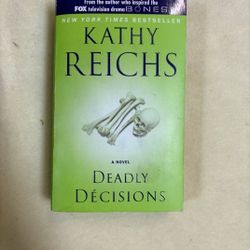 From the author who inspired the
FOX television drama BONES
NEW YORK TIMES BESTSELLER
KATHY
REICHS
A NOVEL
DEADLY
DÉCISIONS